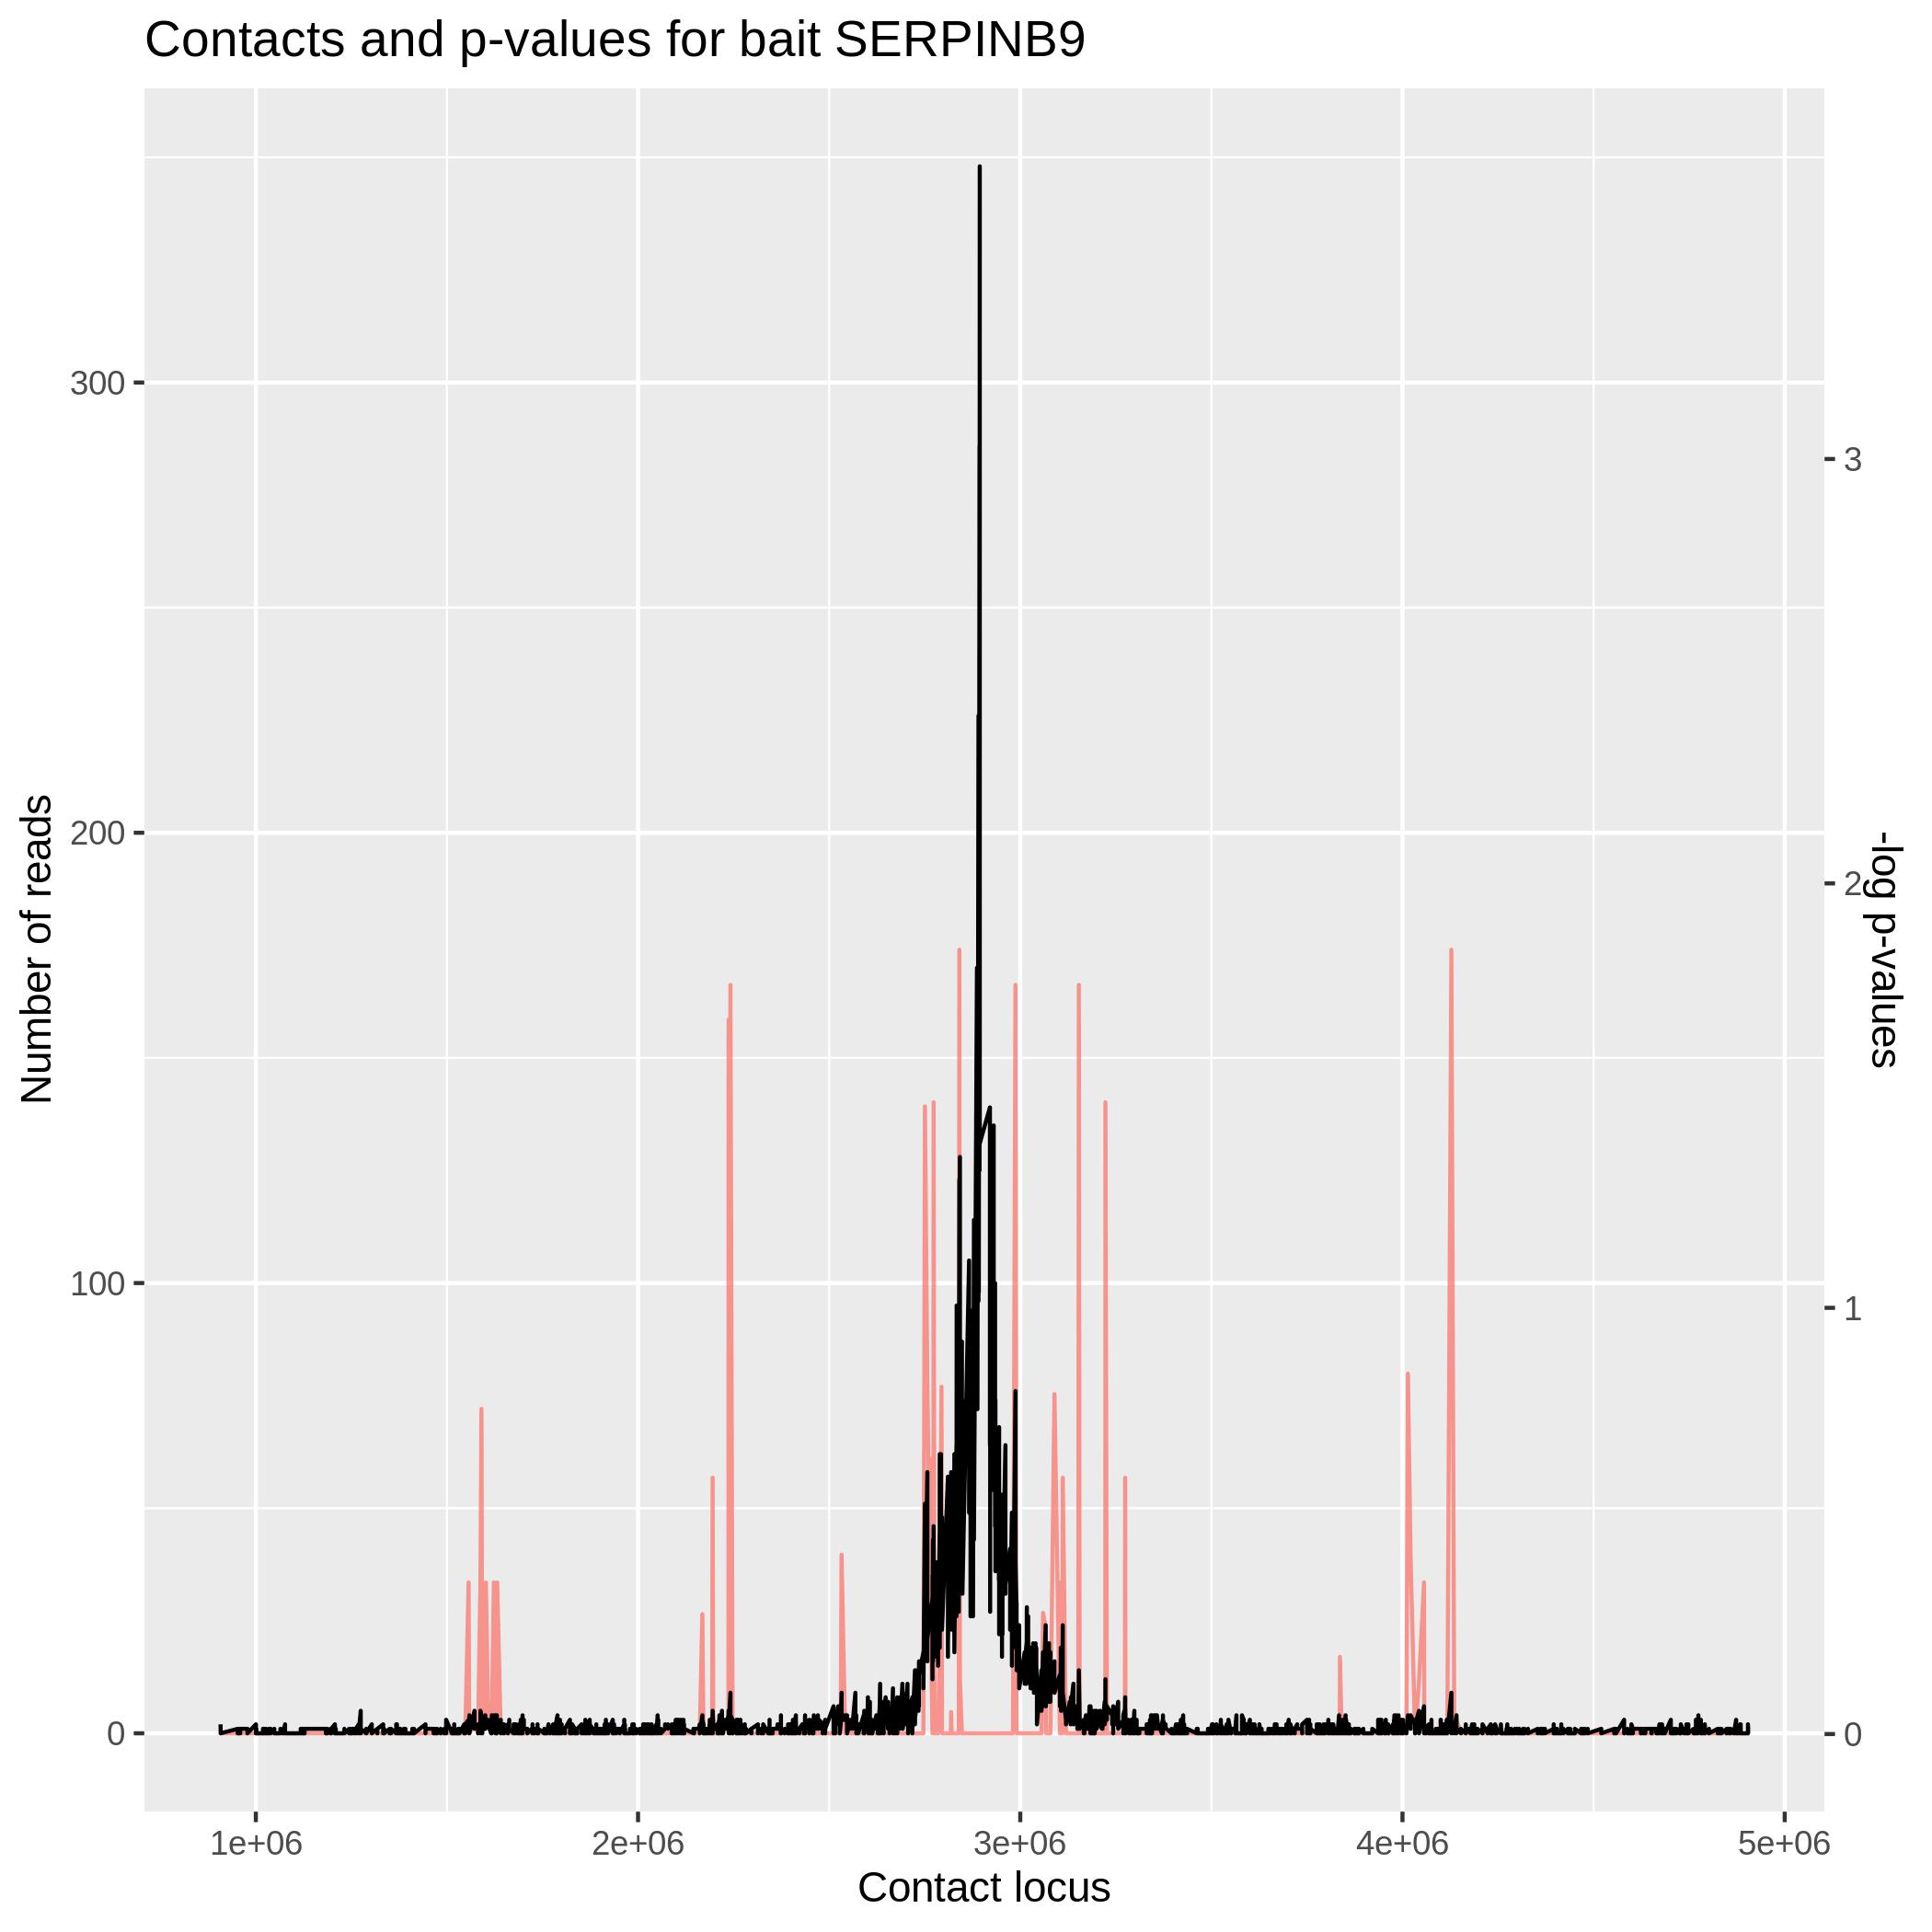 Contacts and p-values for bait SERPINB9
Number of reads
300
200
100
0
3
2
1
0
-log p-values
1e+06
2e+06
3e+06
4e+06
5e+06
Contact locus